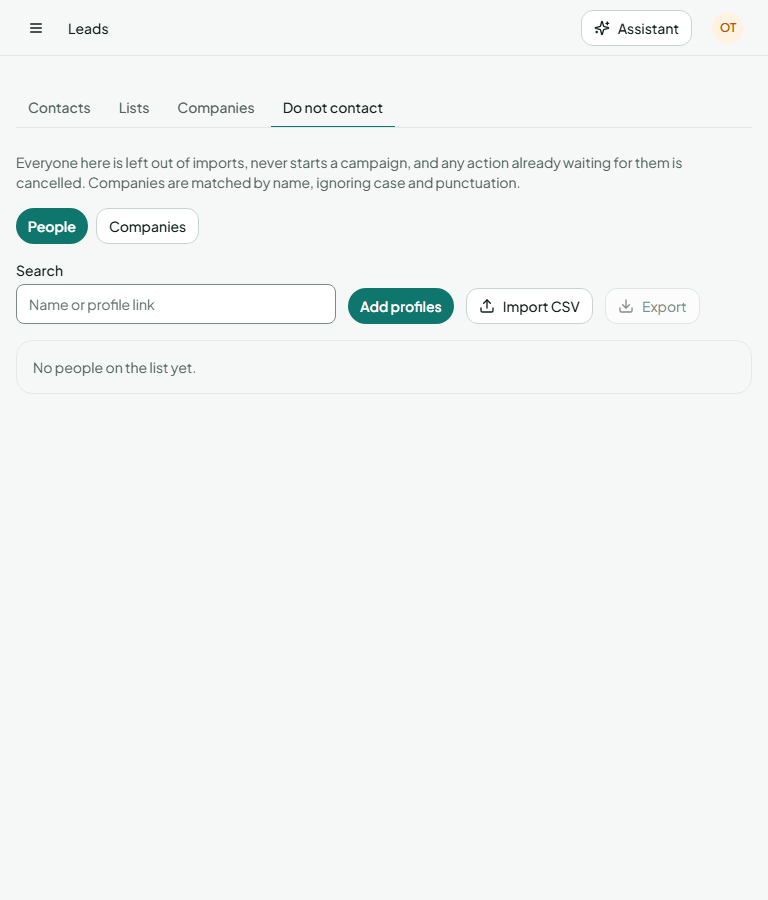 Leads
Assistant
OT
Contacts
Lists
Companies
Do not contact
Everyone here is left out of imports, never starts a campaign, and any action already waiting for them is
cancelled. Companies are matched by name, ignoring case and punctuation.
People
Companies
Search
Name or profile link
Add profiles
Import CSV
Export
No people on the list yet.